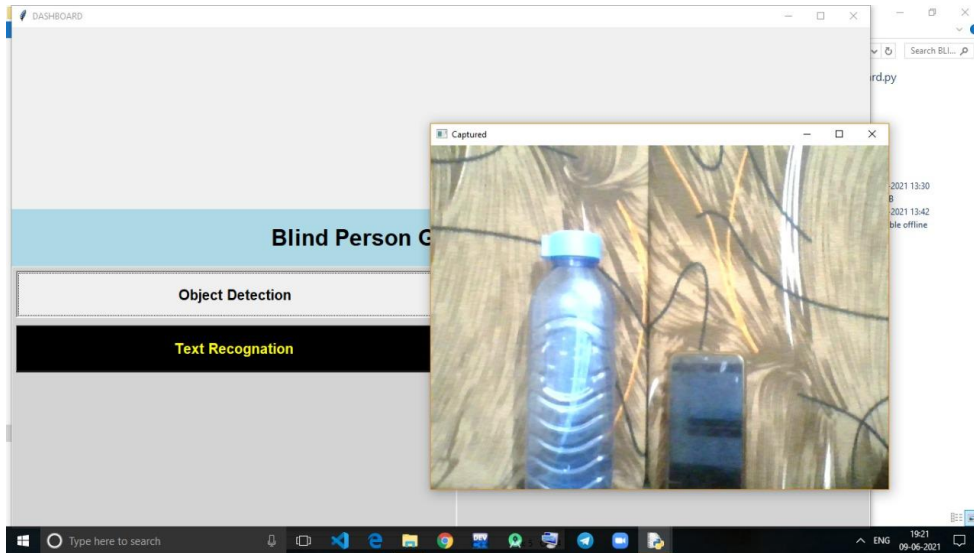 DASHBOARD
Search BLI...
rd.py
Captured
-2021 13:30
B
-2021 13:42
ble offline
Blind Person G
Object Detection
Text Recognation
Type here to search
DEV
ENG
19:21
09-06-2021